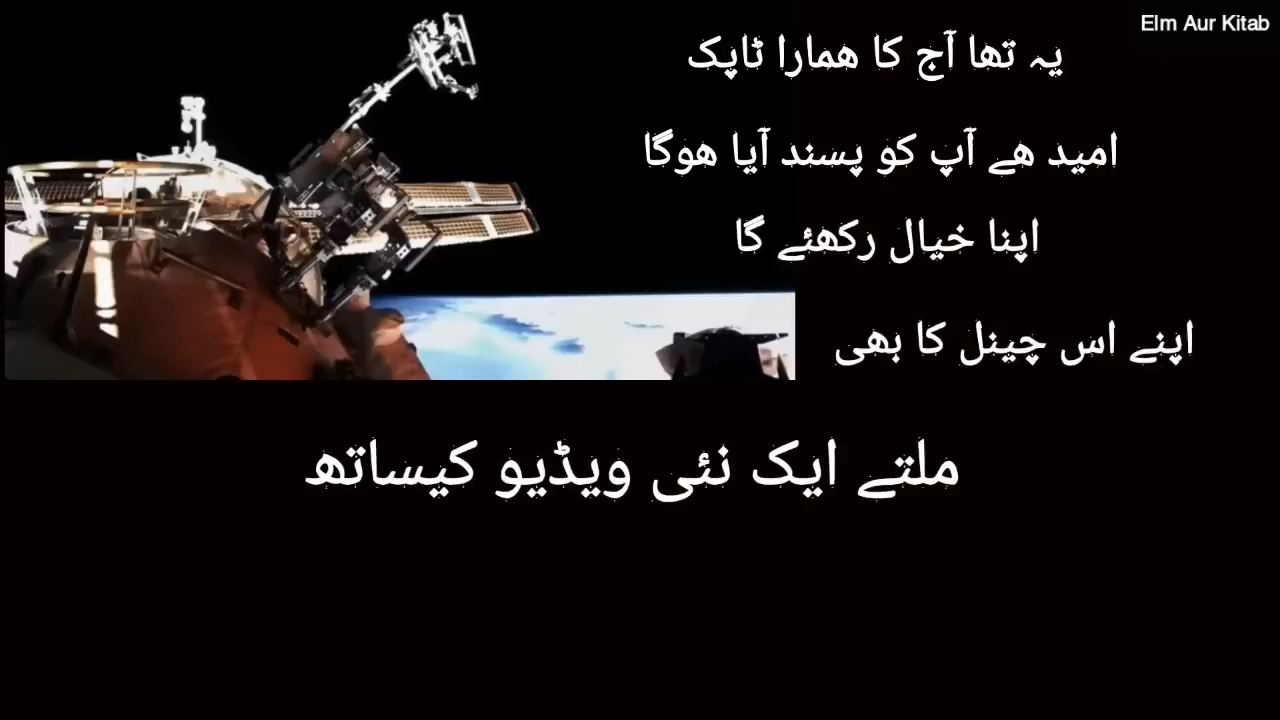 Elm Aur Kitab
یہ تھا آج کا ھمارا ٹاپک
امید ھے آپ کو پسند آیا ھوگا
اپنا خیال رکھئے گا
اپنے اس چینل کا بھی
ملتے ایک نئی ویڈیو کیساتھ